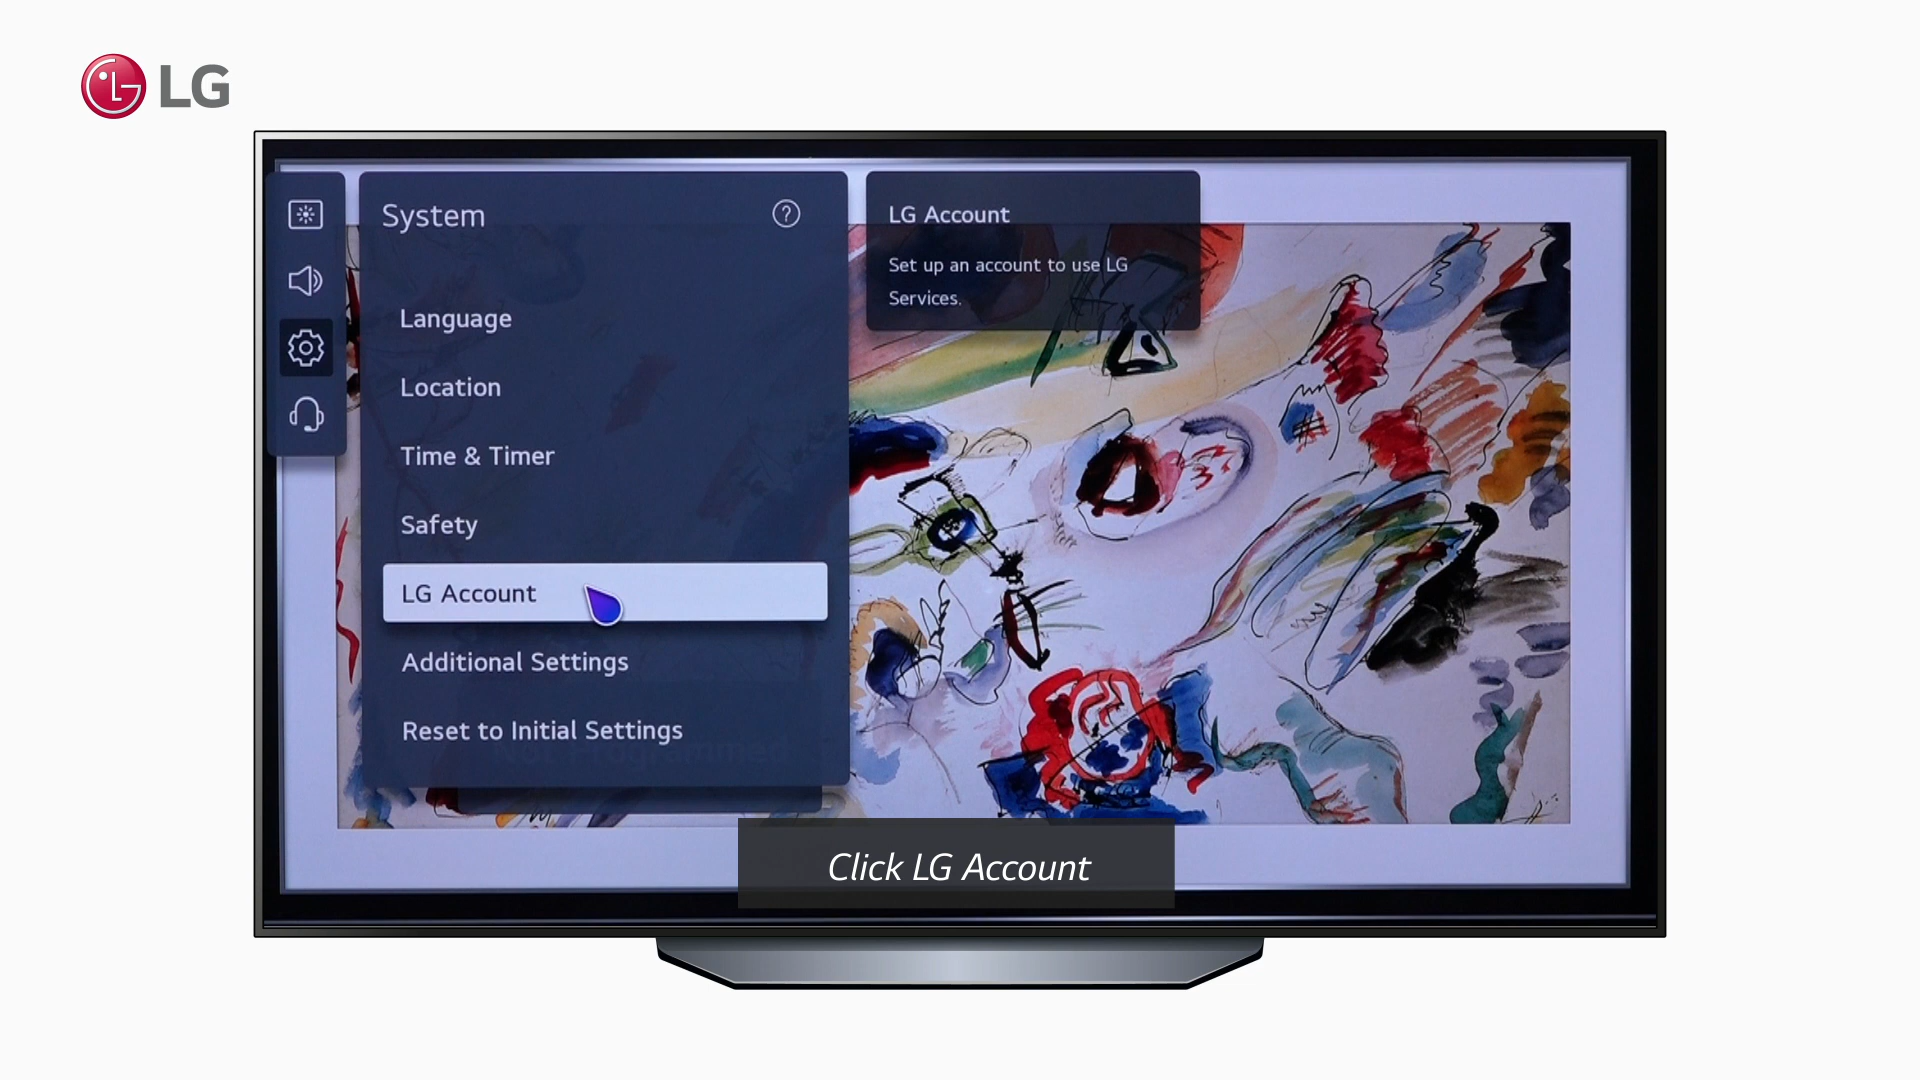 LG
System
Language
Location
Time & Timer
Safety
LG Account
Additional Settings
Reset to Initial Settings
LG Account
Set up an account to use LG
Services.
Click LG Account